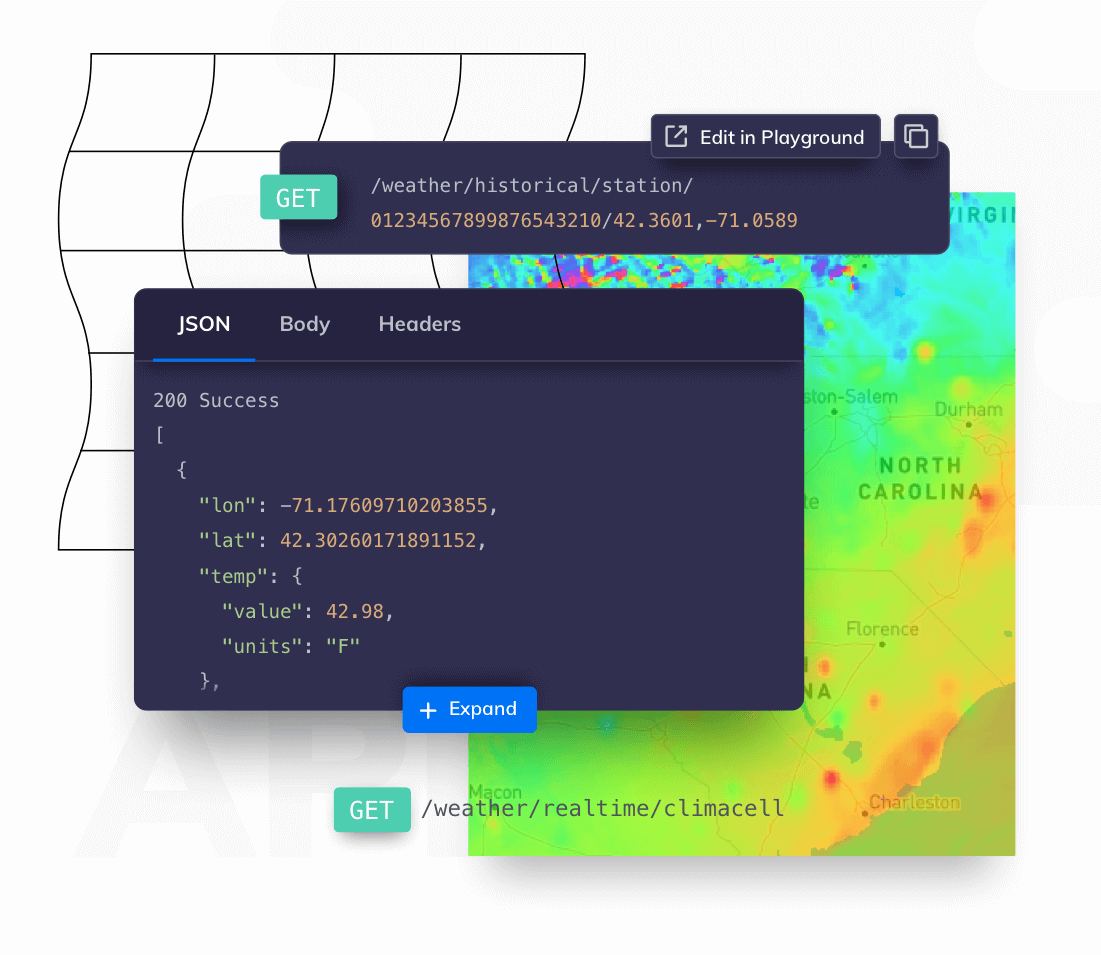 Edit in Playground
GET
/weather/historical/station/
01234567899876543210/42.3601,-71.0589
JSON Body Headers
200 Success
[
{
"lon": -71.17609710203855,
"lat": 42.30260171891152,
"temp": {
"value": 42.98,
"units": "F"
},
+ Expand
GET /weather/realtime/climacell
VIRGIN
ston-Salem
Durham
NORTH
CAROLINA
te
Florence
NA
Macon
Charleston
API